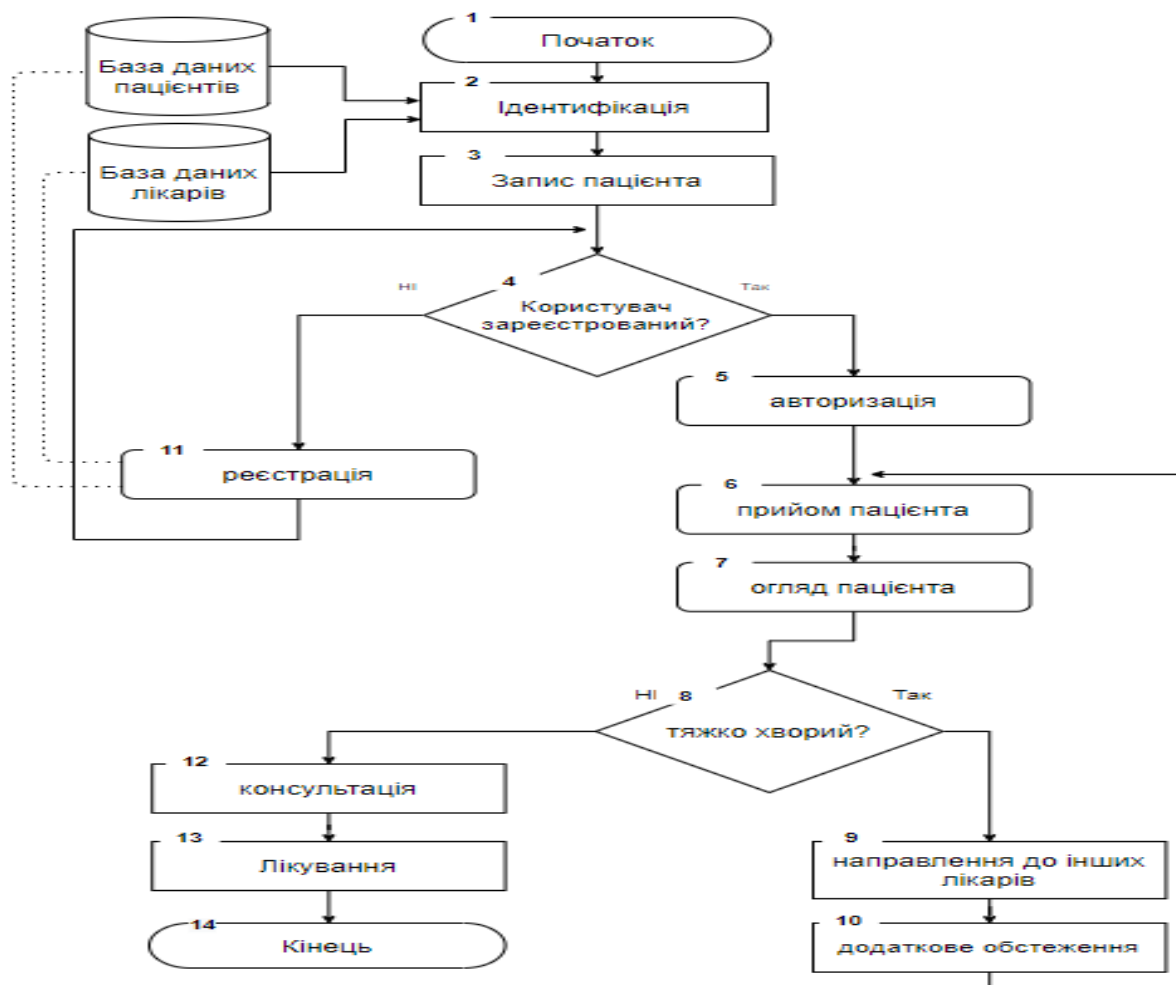 1
Початок
База даних
пацієнтів
2
Ідентифікація
База даних
лікарів
3
Запис пацієнта
НІ
4
Так
Користувач
зареєстрований?
5
авторизація
11
реєстрація
6
прийом пацієнта
7
огляд пацієнта
НІ
8
Так
тяжко хворий?
12
консультація
13
Лікування
9
направлення до інших
лікарів
14
Кінець
10
додаткове обстеження